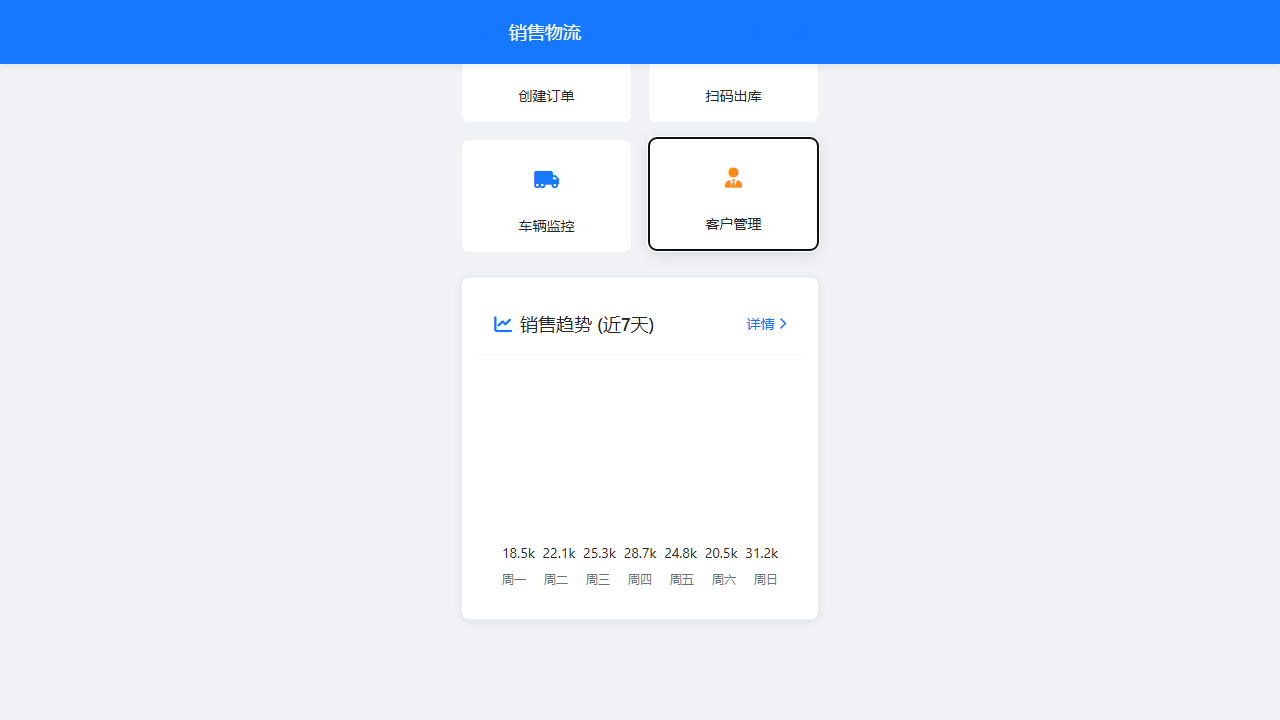 销售物流
创建订单 扫码出库
车辆监控 客户管理
销售趋势 (近7天) 详情
18.5k 22.1k 25.3k 28.7k 24.8k 20.5k 31.2k
周一 周二 周三 周四 周五 周六 周日